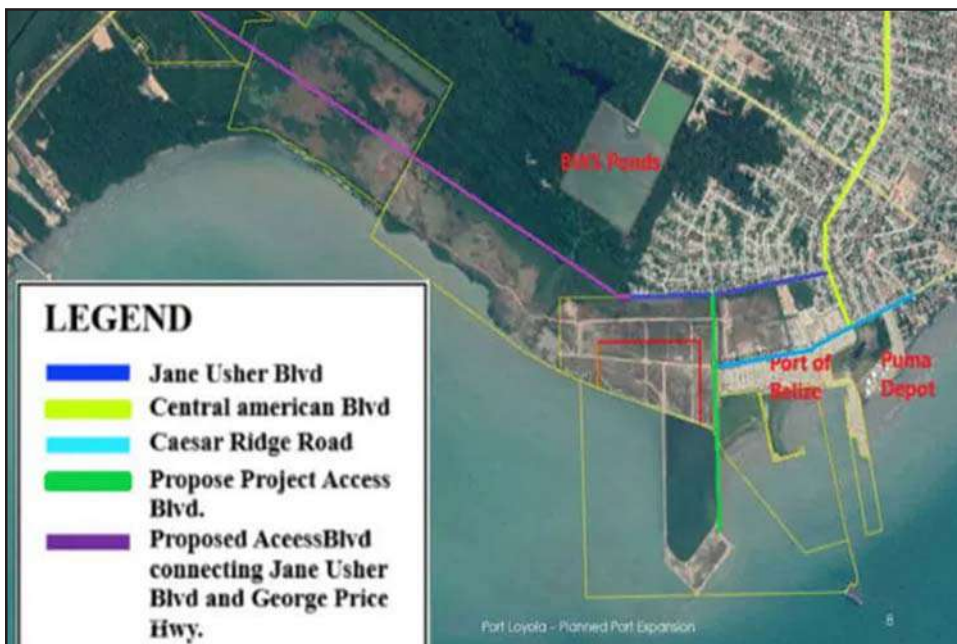 BWS Ponds
LEGEND
Jane Usher Blvd
Central american Blvd
Caesar Ridge Road
Propose Project Access
Blvd.
Proposed AceessBlvd
connecting Jane Usher
Blvd and George Price
Hwy.
Port of
Belize
Puma
Depot
Port Loyola - Planned Port Expansion
8